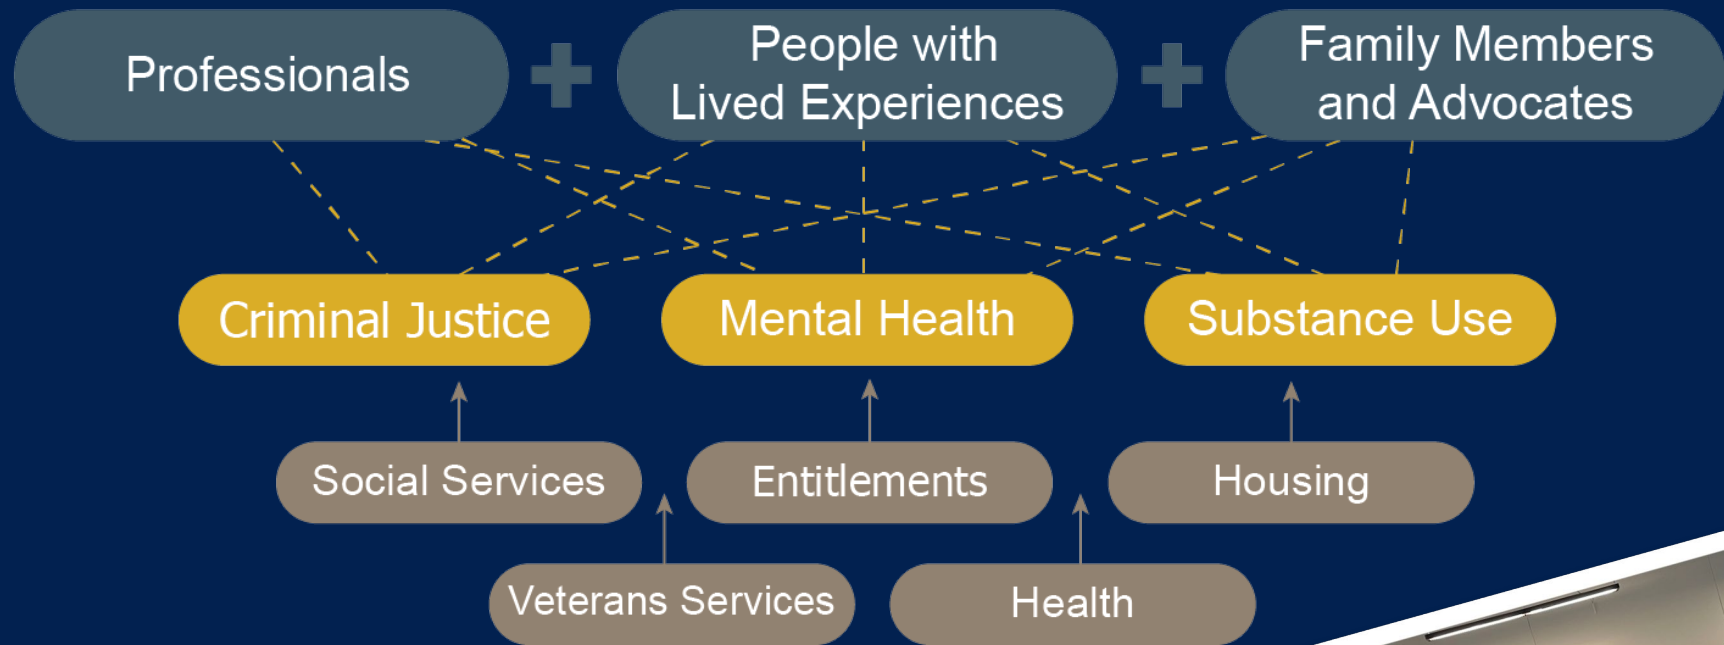 Professionals
People with
Lived Experiences
Family Members
and Advocates
Criminal Justice
Mental Health
Substance Use
Social Services
Entitlements
Housing
Veterans Services
Health